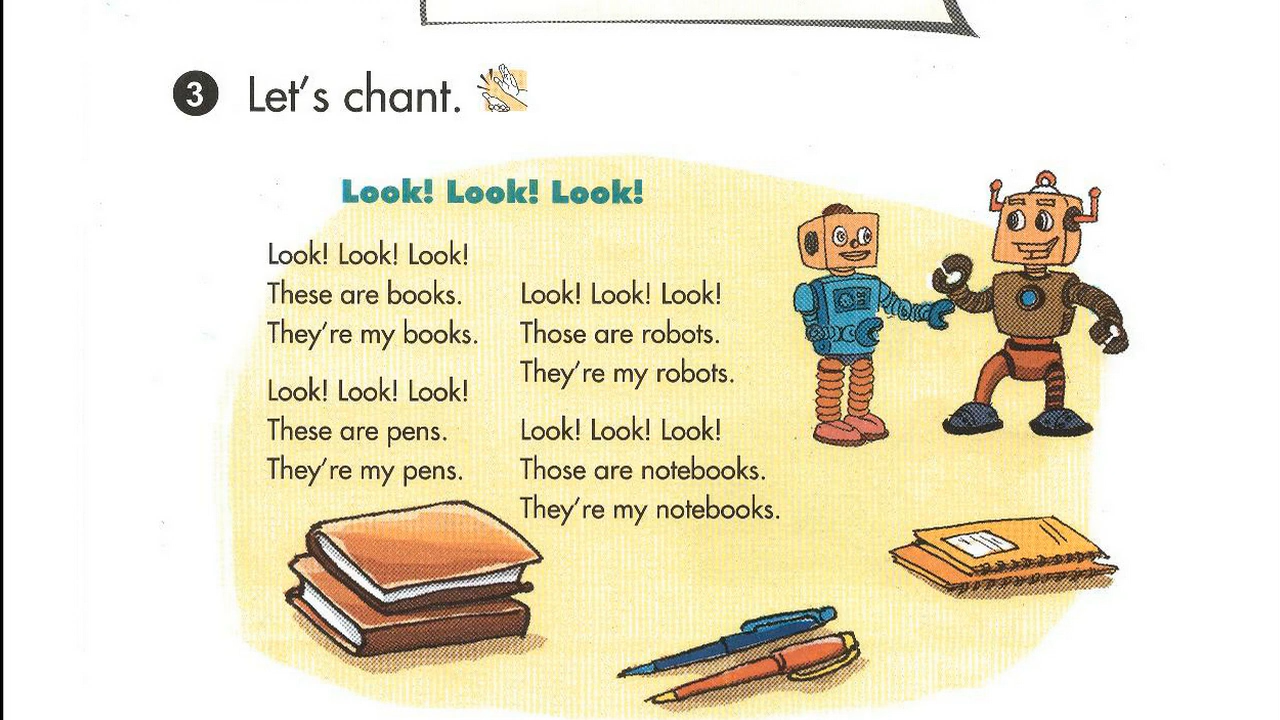 3 Let's chant.
Look! Look! Look!
Look! Look! Look!
These are books.
They're my books.
Look! Look! Look!
These are pens.
They're my pens.
Look! Look! Look!
Those are robots.
They're my robots.
Look! Look! Look!
Those are notebooks.
They're my notebooks.